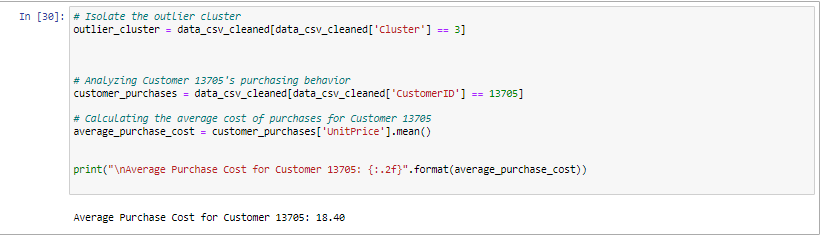 In [30]: # Isolate the outlier cluster
outlier_cluster = data_csv_cleaned[data_csv_cleaned['Cluster'] == 3]
# Analyzing Customer 13705's purchasing behavior
customer_purchases = data_csv_cleaned[data_csv_cleaned['CustomerID'] == 13705]
# Calculating the average cost of purchases for Customer 13705
average_purchase_cost = customer_purchases['UnitPrice'].mean()
print("\nAverage Purchase Cost for Customer 13705: {:.2f}".format(average_purchase_cost))
Average Purchase Cost for Customer 13705: 18.40